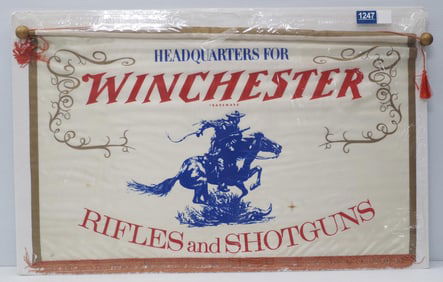 1247
HEADQUARTERS FOR
WINCHESTER
TRADEMARK
RIFLES and SHOTGUNS